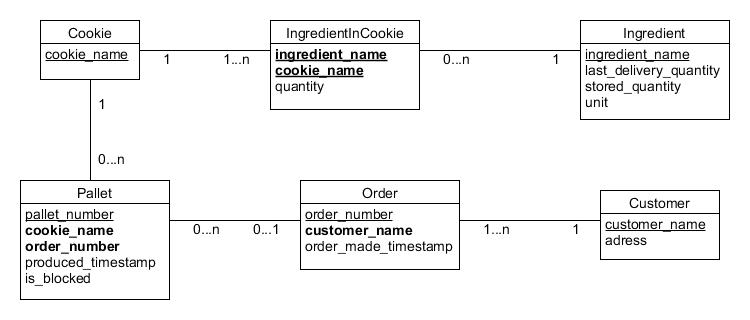 Cookie
cookie_name
1
1...n
IngredientInCookie
ingredient_name
cookie_name
quantity
0...n
1
Ingredient
ingredient_name
last_delivery_quantity
stored_quantity
unit
1
0...n
Pallet
pallet_number
cookie_name
order_number
produced_timestamp
is_blocked
0...n
0...1
Order
order_number
customer_name
order_made_timestamp
1...n
1
Customer
customer_name
adress